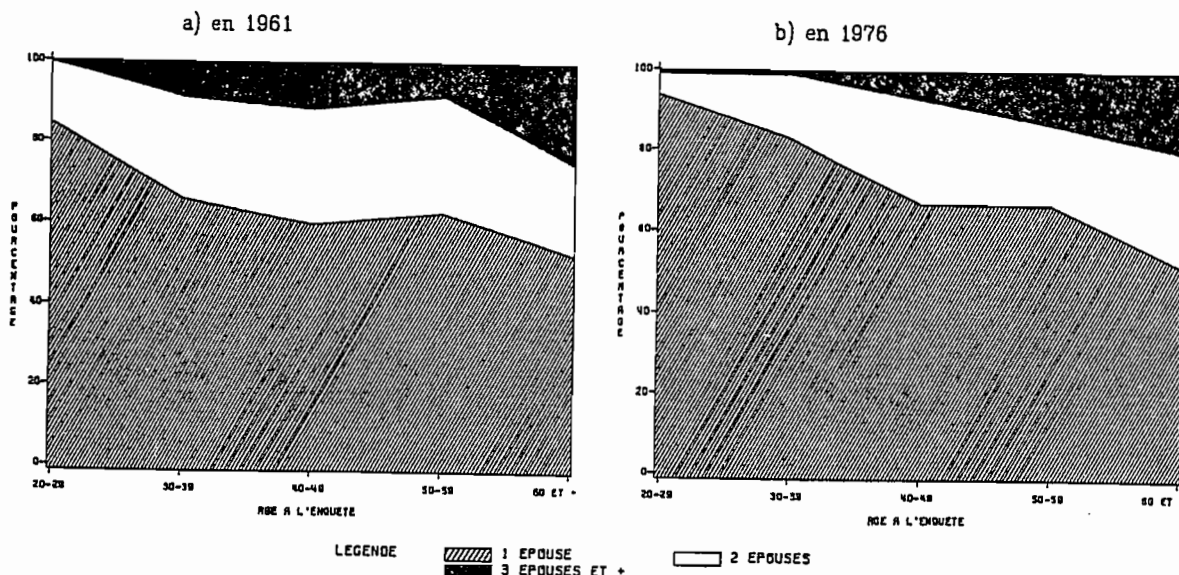 a) en 1961
100
80
60
40
20
0
POURCENTAGE
20-29
30-39
40-49
50-59
60 ET +
AGE A L'ENQUETE
b) en 1976
100
80
60
40
20
0
POURCENTAGE
20-29
30-39
40-49
50-59
60 ET
AGE A L'ENQUETE
LEGENDE
1 EPOUSE
2 EPOUSES
3 EPOUSES ET +